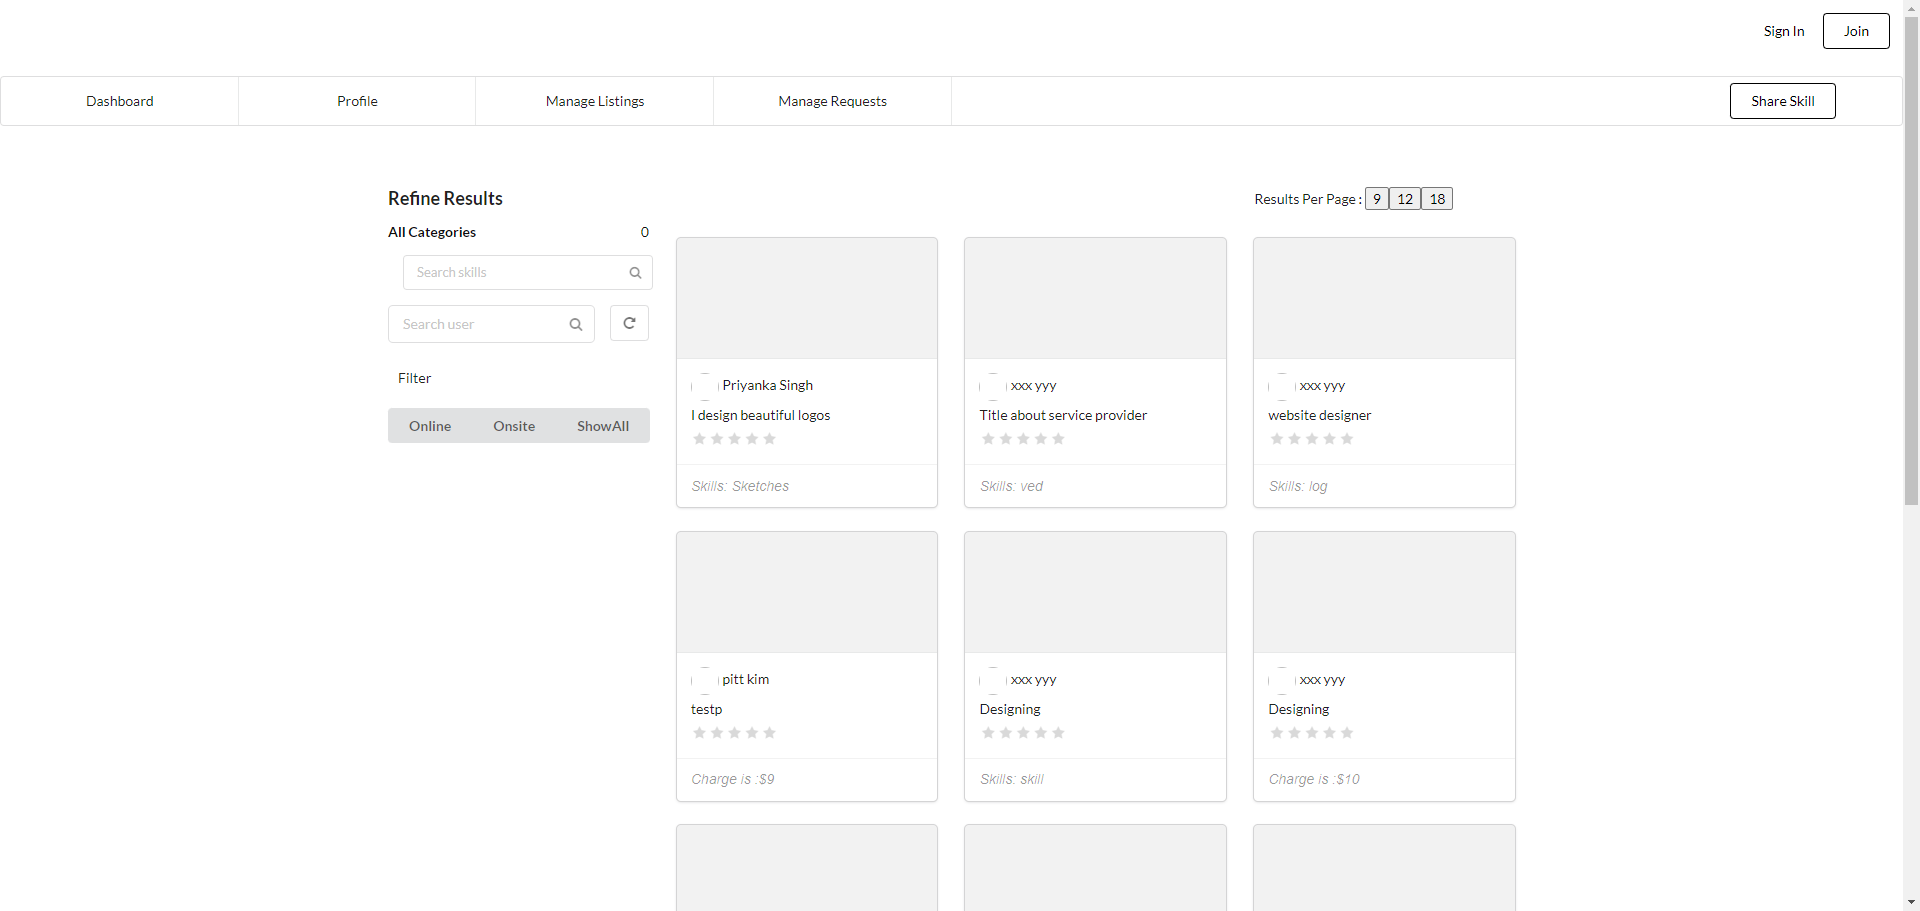 Sign In
Join
Dashboard
Profile
Manage Listings
Manage Requests
Share Skill
Refine Results
Results Per Page : 9 12 18
All Categories 0
Search skills
Search user
Filter
Online
Onsite
ShowAll
Priyanka Singh
I design beautiful logos
Skills: Sketches
xxx yyy
Title about service provider
Skills: ved
xxx yyy
website designer
Skills: log
pitt kim
testp
Charge is :$9
xxx yyy
Designing
Skills: skill
xxx yyy
Designing
Charge is :$10